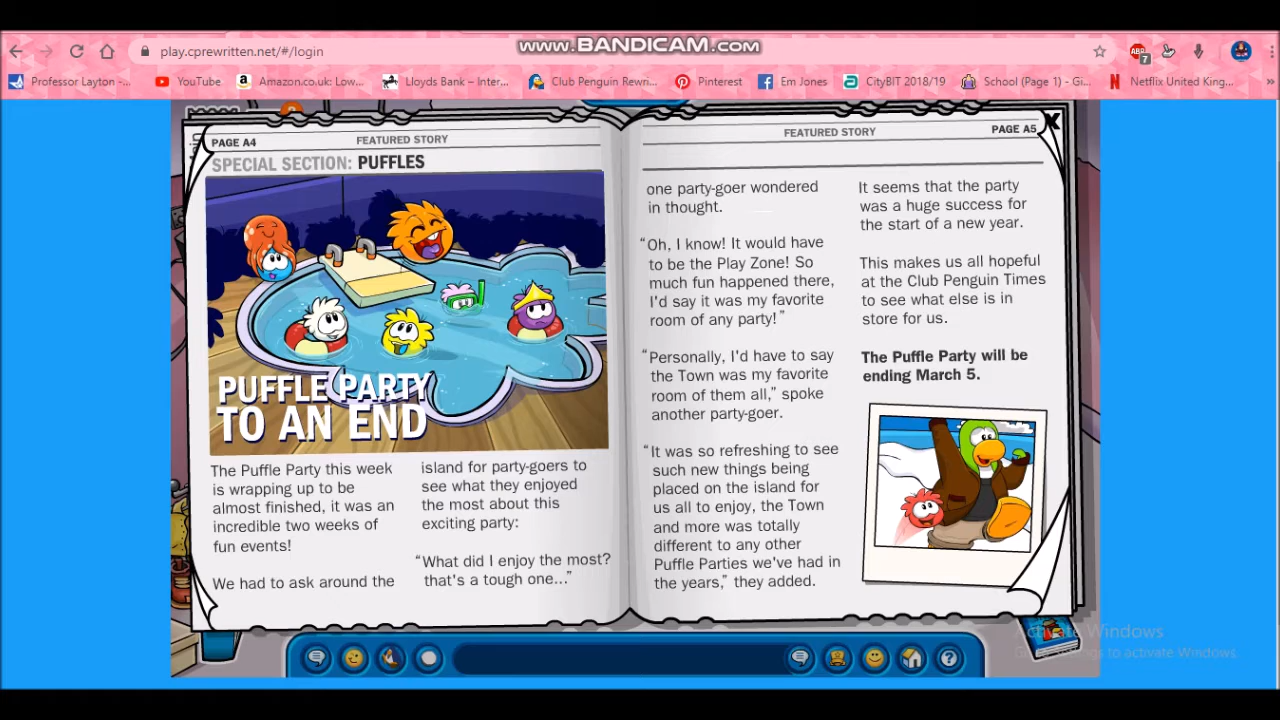 www.BANDICAM.com
play.cprewritten.net/#/login
7
Professor Layton -...
YouTube
Amazon.co.uk: Low...
Lloyds Bank – Inter...
Club Penguin Rewri...
Pinterest
Em Jones
CityBIT 2018/19
School (Page 1) - Gi...
Netflix United King...
»
PAGE A4
FEATURED STORY
SPECIAL SECTION: PUFFLES
PUFFLE PARTY
TO AN END
The Puffle Party this week
is wrapping up to be
almost finished, it was an
incredible two weeks of
fun events!
We had to ask around the
island for party-goers to
see what they enjoyed
the most about this
exciting party:
“What did I enjoy the most?
that's a tough one...”
FEATURED STORY
PAGE A5
X
one party-goer wondered
in thought.
“Oh, I know! It would have
to be the Play Zone! So
much fun happened there,
I'd say it was my favorite
room of any party!”
“Personally, I'd have to say
the Town was my favorite
room of them all,” spoke
another party-goer.
“It was so refreshing to see
such new things being
placed on the island for
us all to enjoy, the Town
and more was totally
different to any other
Puffle Parties we've had in
the years,” they added.
It seems that the party
was a huge success for
the start of a new year.
This makes us all hopeful
at the Club Penguin Times
to see what else is in
store for us.
The Puffle Party will be
ending March 5.
Activate Windows
Go to Settings to activate Windows.
?